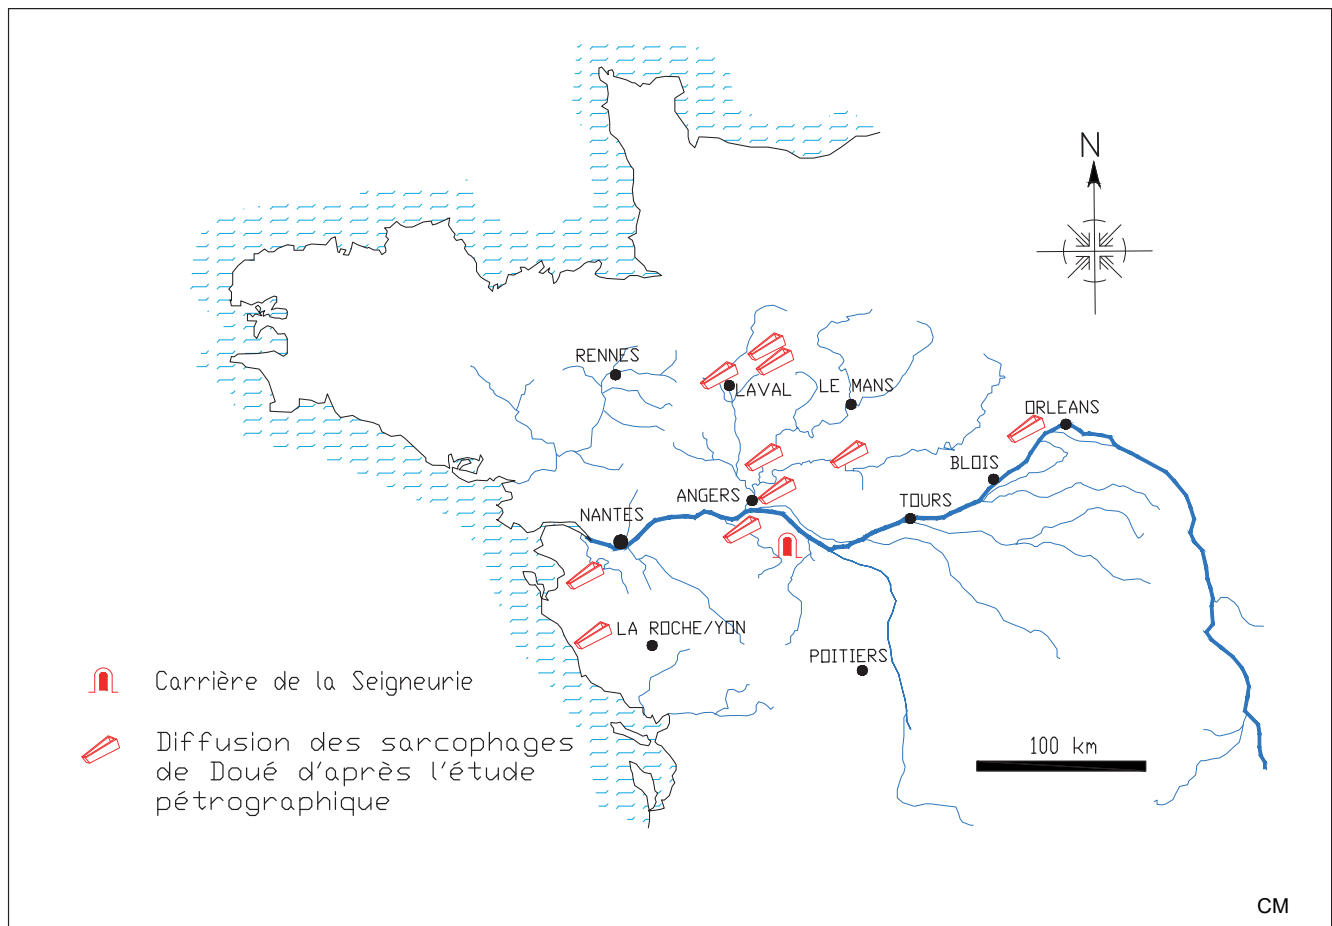 N
RENNES
LAVAL
LE MANS
ORLEANS
BLOIS
ANGERS
TOURS
NANTES
LA ROCHE/YON
POITIERS
Carrière de la Seigneurie
Diffusion des sarcophages
de Doué d'après l'étude
pétrographique
100 km
CM